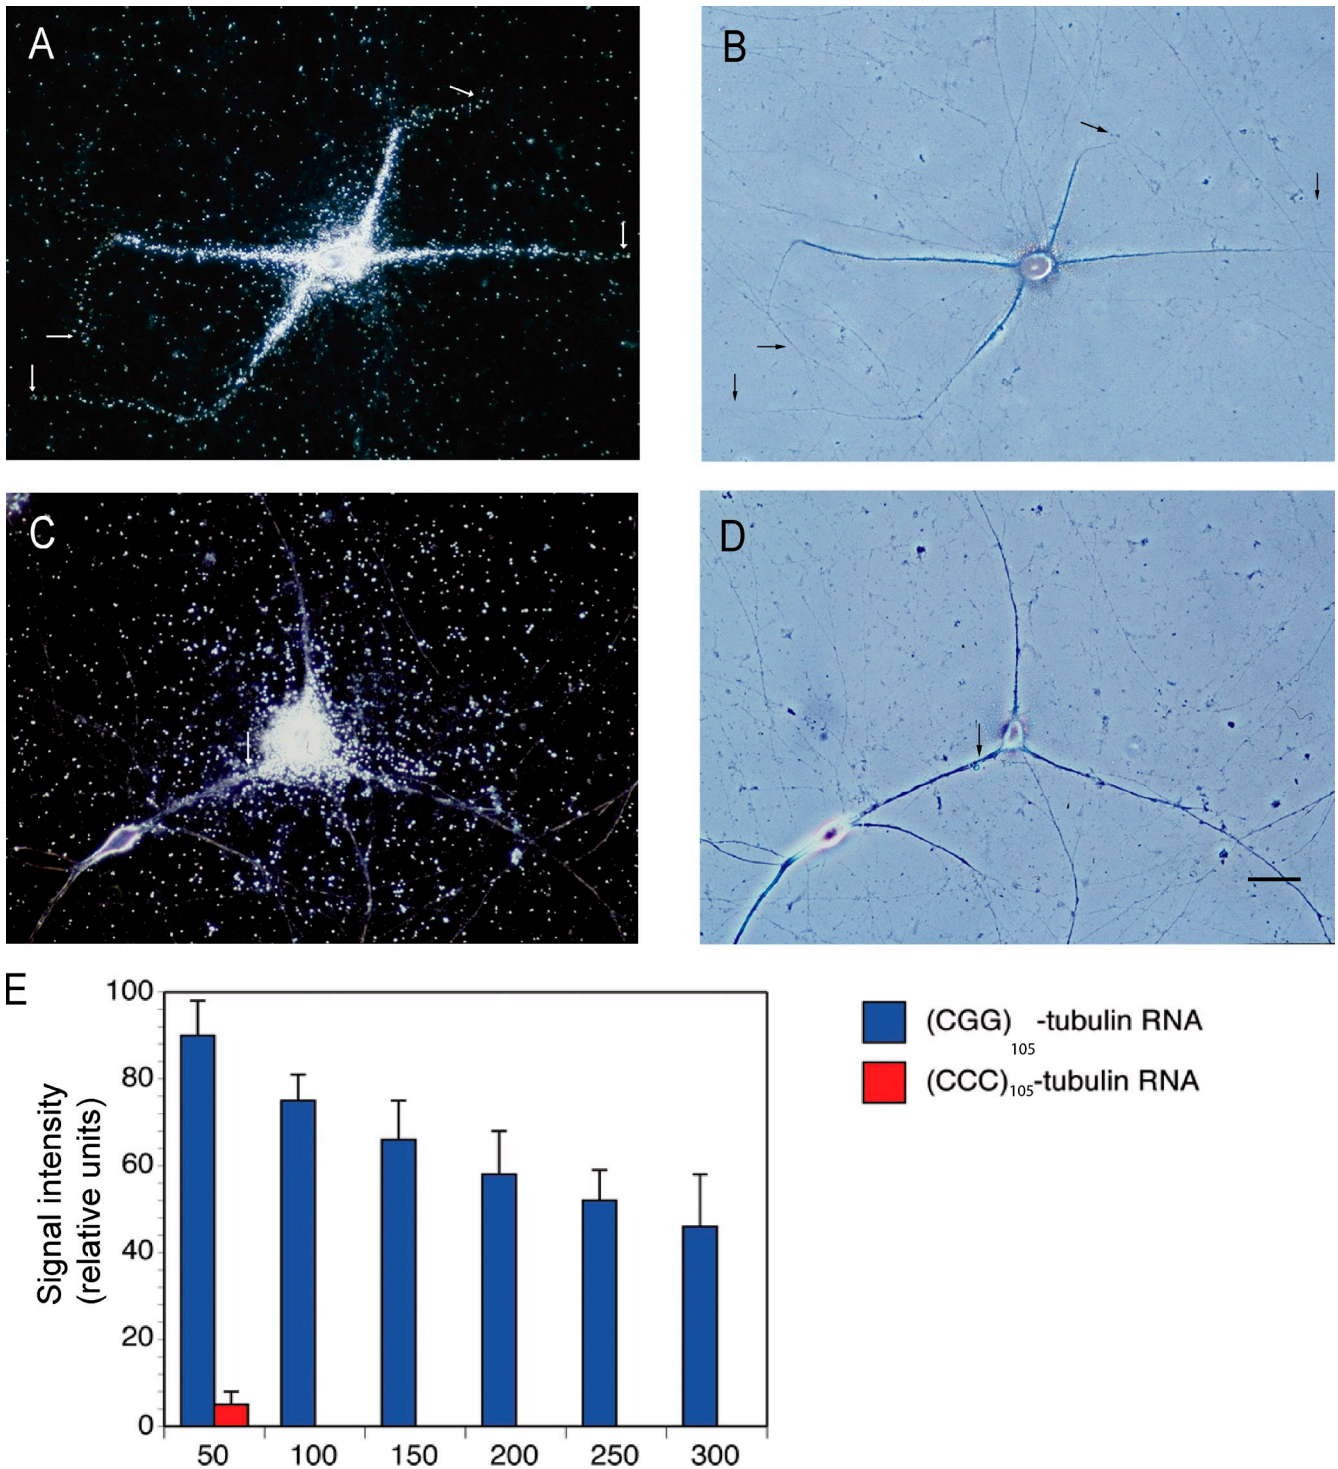 A
B
C
D
E
100
80
60
40
20
0
Signal intensity
(relative units)
50 100 150 200 250 300
(CGG)105-tubulin RNA
(CCC)105-tubulin RNA